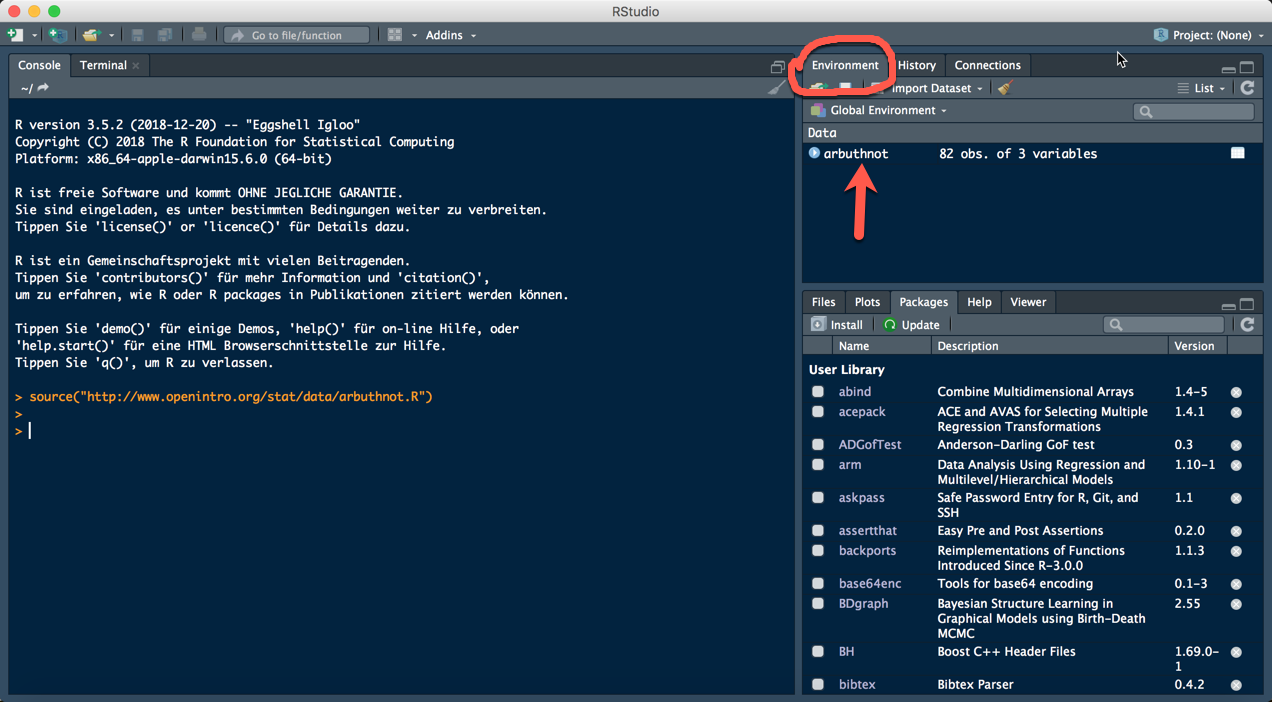 RStudio
Go to file/function
Addins
Project: (None)
Console
Terminal
~/
R version 3.5.2 (2018-12-20) -- "Eggshell Igloo"
Copyright (C) 2018 The R Foundation for Statistical Computing
Platform: x86_64-apple-darwin15.6.0 (64-bit)
R ist freie Software und kommt OHNE JEGLICHE GARANTIE.
Sie sind eingeladen, es unter bestimmten Bedingungen weiter zu verbreiten.
Tippen Sie 'license()' or 'licence()' für Details dazu.
R ist ein Gemeinschaftsprojekt mit vielen Beitragenden.
Tippen Sie 'contributors()' für mehr Information und 'citation()',
um zu erfahren, wie R oder R packages in Publikationen zitiert werden können.
Tippen Sie 'demo()' für einige Demos, 'help()' für on-line Hilfe, oder
'help.start()' für eine HTML Browserschnittstelle zur Hilfe.
Tippen Sie 'q()', um R zu verlassen.
> source("http://www.openintro.org/stat/data/arbuthnot.R")
>
>
Environment
History
Connections
Import Dataset
List
Global Environment
Data
arbuthnot 82 obs. of 3 variables
Files
Plots
Packages
Help
Viewer
Install
Update
Name Description Version
User Library
abind Combine Multidimensional Arrays 1.4-5
acepack ACE and AVAS for Selecting Multiple 1.4.1
Regression Transformations
ADGofTest Anderson-Darling GoF test 0.3
arm Data Analysis Using Regression and 1.10-1
Multilevel/Hierarchical Models
askpass Safe Password Entry for R, Git, and 1.1
SSH
assertthat Easy Pre and Post Assertions 0.2.0
backports Reimplementations of Functions 1.1.3
Introduced Since R-3.0.0
base64enc Tools for base64 encoding 0.1-3
BDgraph Bayesian Structure Learning in 2.55
Graphical Models using Birth-Death
MCMC
BH Boost C++ Header Files 1.69.0-
1
bibtex Bibtex Parser 0.4.2